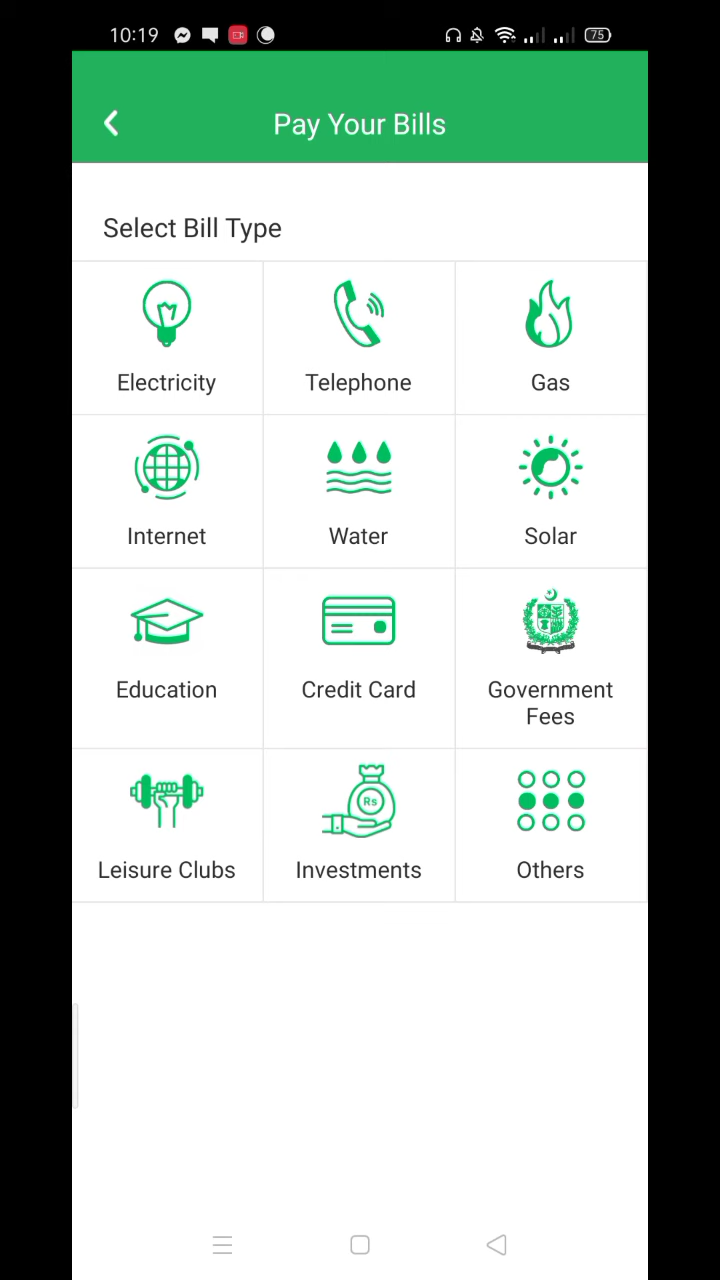 10:19
75
Pay Your Bills
Select Bill Type
Electricity
Telephone
Gas
Internet
Water
Solar
Education
Credit Card
Government
Fees
Rs
Leisure Clubs
Investments
Others